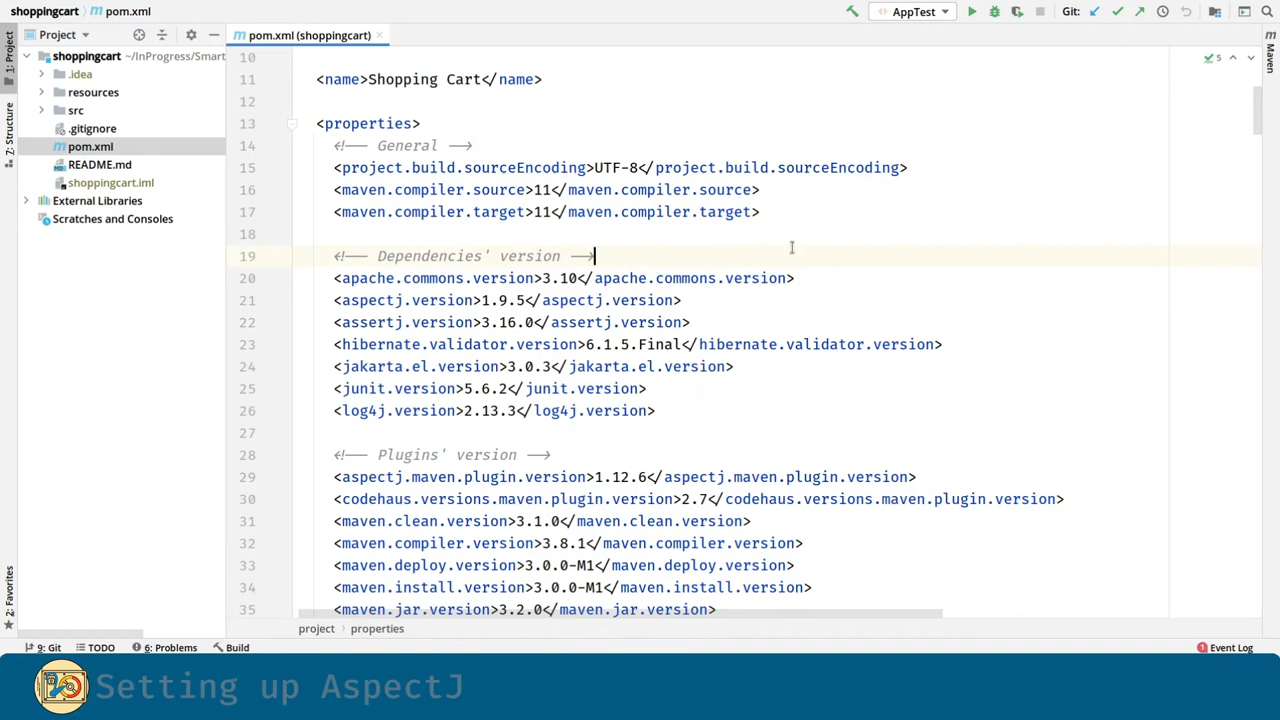 shoppingcart
pom.xml
AppTest
Git:
Project
pom.xml (shoppingcart)
1: Project
7: Structure
2: Favorites
Maven
shoppingcart ~/InProgress/Smart
.idea
resources
src
.gitignore
pom.xml
README.md
shoppingcart.iml
External Libraries
Scratches and Consoles
5
10
11 <name>Shopping Cart</name>
12
13 <properties>
14 <!-- General -->
15 <project.build.sourceEncoding>UTF-8</project.build.sourceEncoding>
16 <maven.compiler.source>11</maven.compiler.source>
17 <maven.compiler.target>11</maven.compiler.target>
18
19 <!-- Dependencies' version -->
20 <apache.commons.version>3.10</apache.commons.version>
21 <aspectj.version>1.9.5</aspectj.version>
22 <assertj.version>3.16.0</assertj.version>
23 <hibernate.validator.version>6.1.5.Final</hibernate.validator.version>
24 <jakarta.el.version>3.0.3</jakarta.el.version>
25 <junit.version>5.6.2</junit.version>
26 <log4j.version>2.13.3</log4j.version>
27
28 <!-- Plugins' version -->
29 <aspectj.maven.plugin.version>1.12.6</aspectj.maven.plugin.version>
30 <codehaus.versions.maven.plugin.version>2.7</codehaus.versions.maven.plugin.version>
31 <maven.clean.version>3.1.0</maven.clean.version>
32 <maven.compiler.version>3.8.1</maven.compiler.version>
33 <maven.deploy.version>3.0.0-M1</maven.deploy.version>
34 <maven.install.version>3.0.0-M1</maven.install.version>
35 <maven.jar.version>3.2.0</maven.jar.version>
project
properties
9: Git
TODO
6: Problems
Build
1 Event Log
Setting up AspectJ